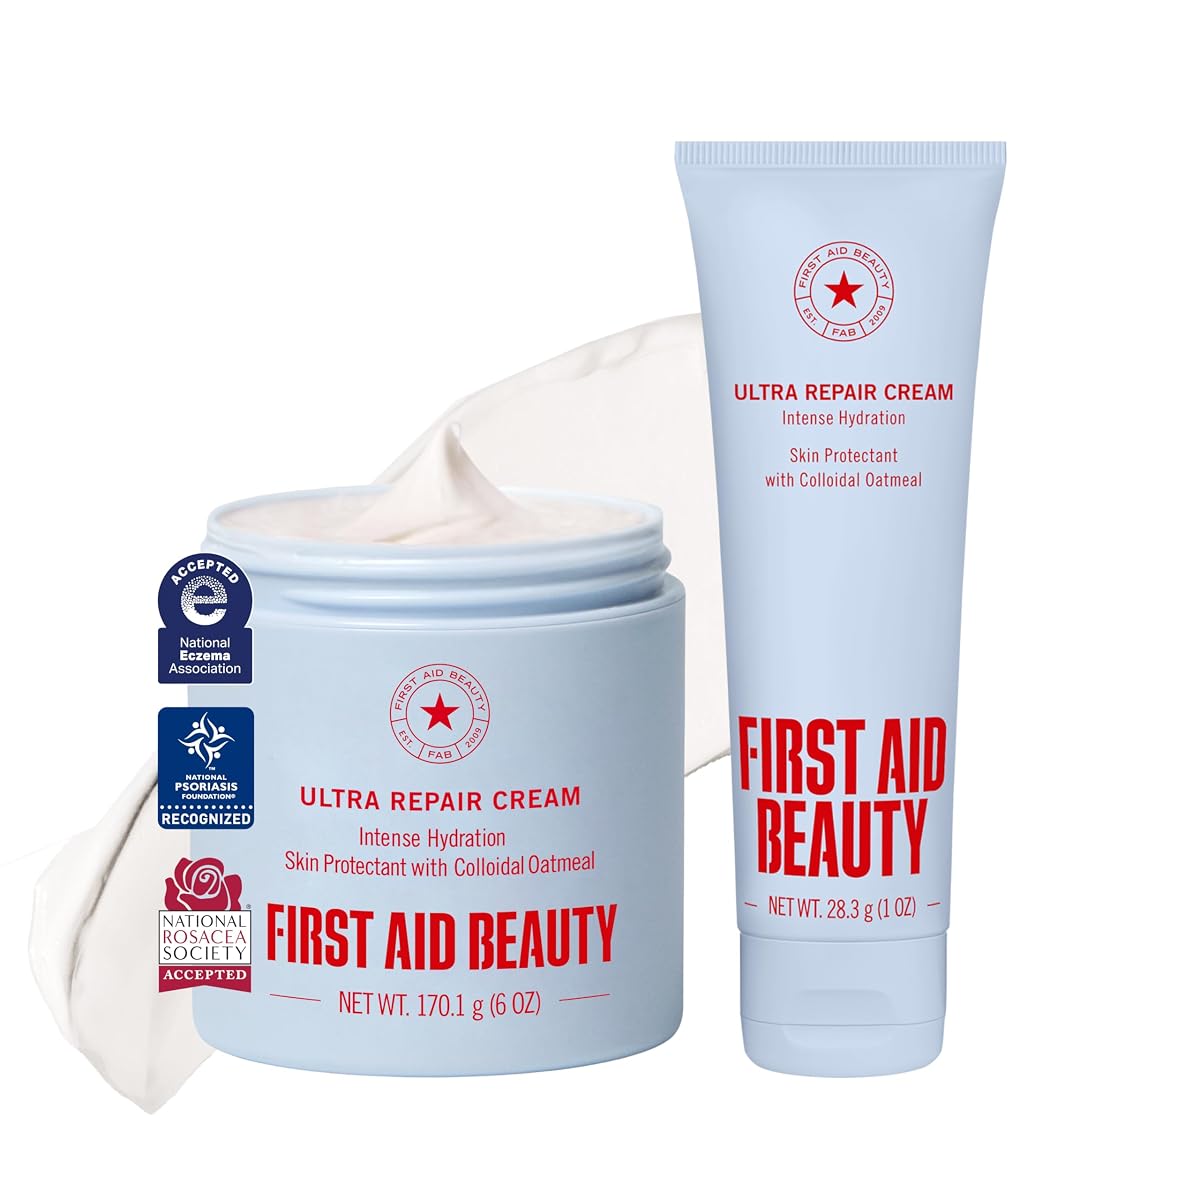 FIRST AID BEAUTY
EST. FAB 2009
ULTRA REPAIR CREAM
Intense Hydration
Skin Protectant
with Colloidal Oatmeal
FIRST AID
BEAUTY
NET WT. 28.3 g (1 OZ)
ACCEPTED
e
National
Eczema
Association
NATIONAL
PSORIASIS
FOUNDATION®
RECOGNIZED
NATIONAL
ROSACEA
SOCIETY
ACCEPTED
FIRST AID BEAUTY
EST. FAB 2009
ULTRA REPAIR CREAM
Intense Hydration
Skin Protectant with Colloidal Oatmeal
FIRST AID BEAUTY
NET WT. 170.1 g (6 OZ)